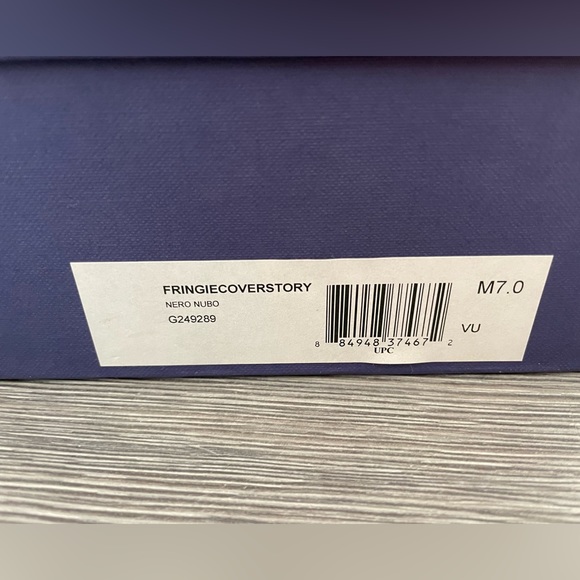 FRINGIECOVERSTORY
NERO NUBO
G249289
M7.0
8 84948 37467 2
UPC
VU